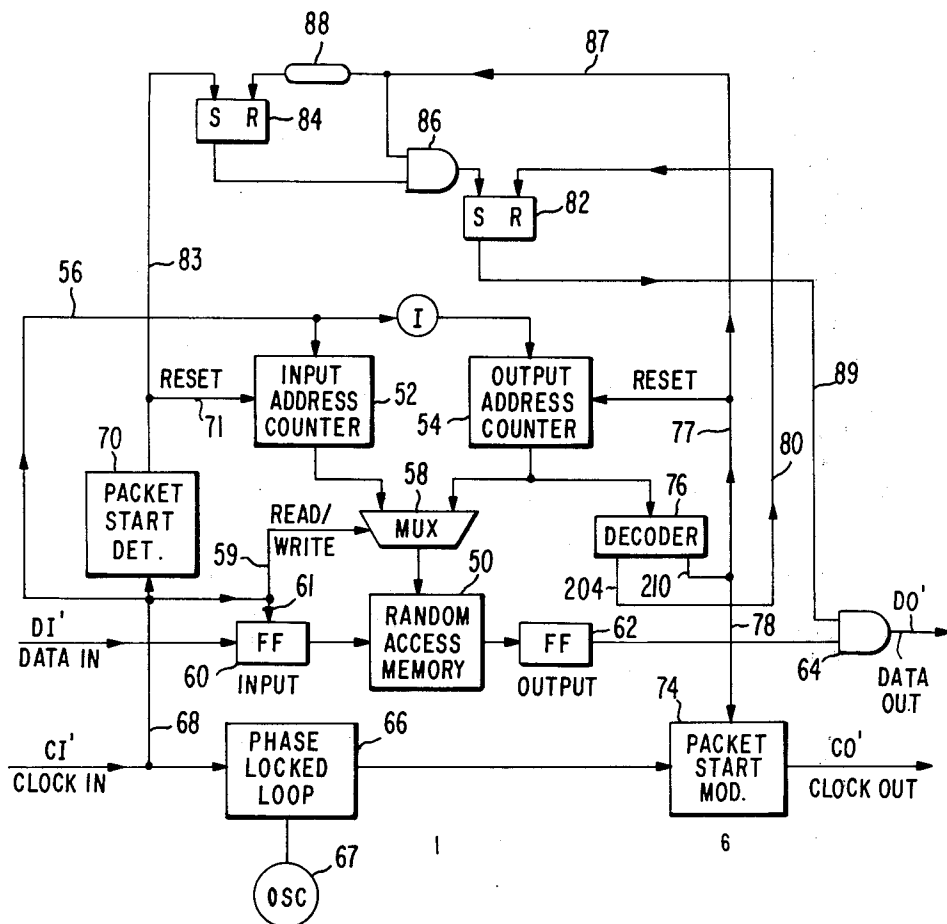 88
87
S R
84
86
S R
82
83
56
I
INPUT
ADDRESS
COUNTER
52
OUTPUT
ADDRESS
COUNTER
54
RESET
71
RESET
77
89
80
70
PACKET
START
DET.
58
MUX
READ/
WRITE
59
76
DECODER
204
210
61
50
RANDOM
ACCESS
MEMORY
DI'
DATA IN
FF
60
INPUT
FF
62
OUTPUT
78
64
DO'
DATA
OUT
68
66
74
CI'
CLOCK IN
PHASE
LOCKED
LOOP
PACKET
START
MOD.
CO'
CLOCK OUT
67
OSC
1
6